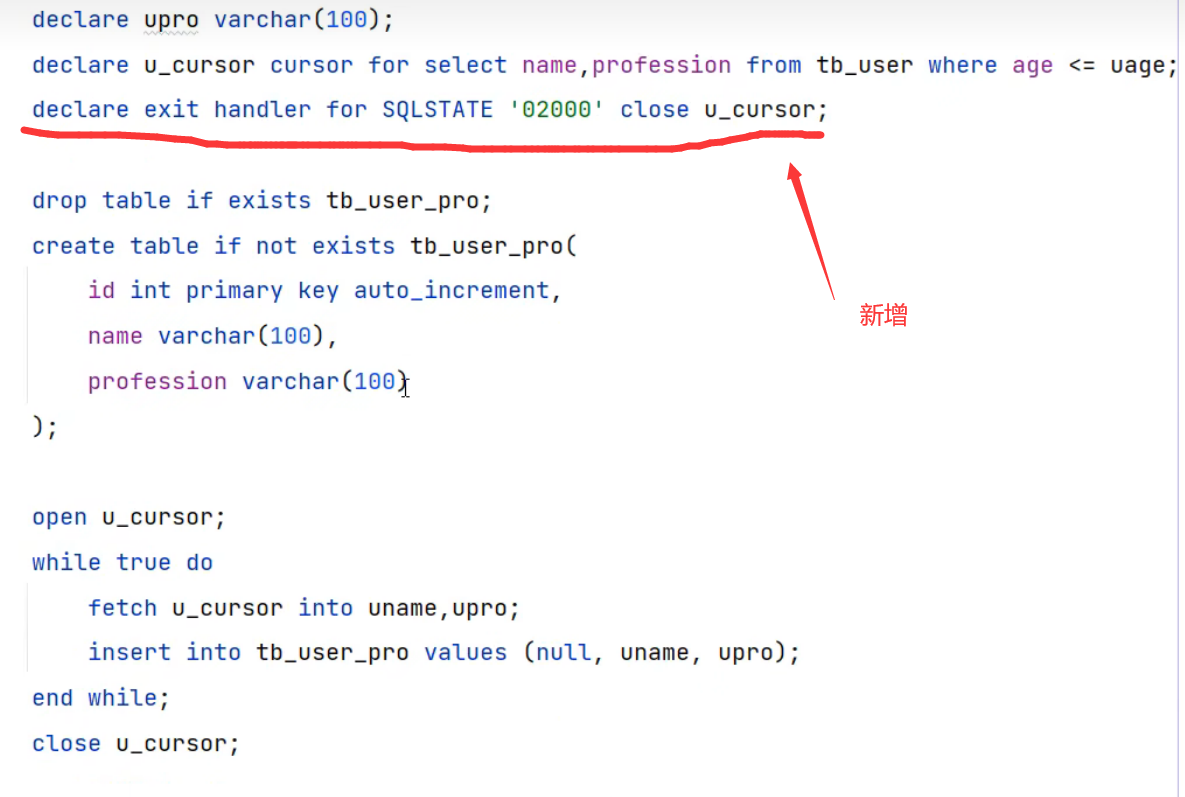 declare upro varchar(100);
declare u_cursor cursor for select name,profession from tb_user where age <= uage;
declare exit handler for SQLSTATE '02000' close u_cursor;
drop table if exists tb_user_pro;
create table if not exists tb_user_pro(
id int primary key auto_increment,
name varchar(100),
profession varchar(100)
);
新增
open u_cursor;
while true do
fetch u_cursor into uname,upro;
insert into tb_user_pro values (null, uname, upro);
end while;
close u_cursor;